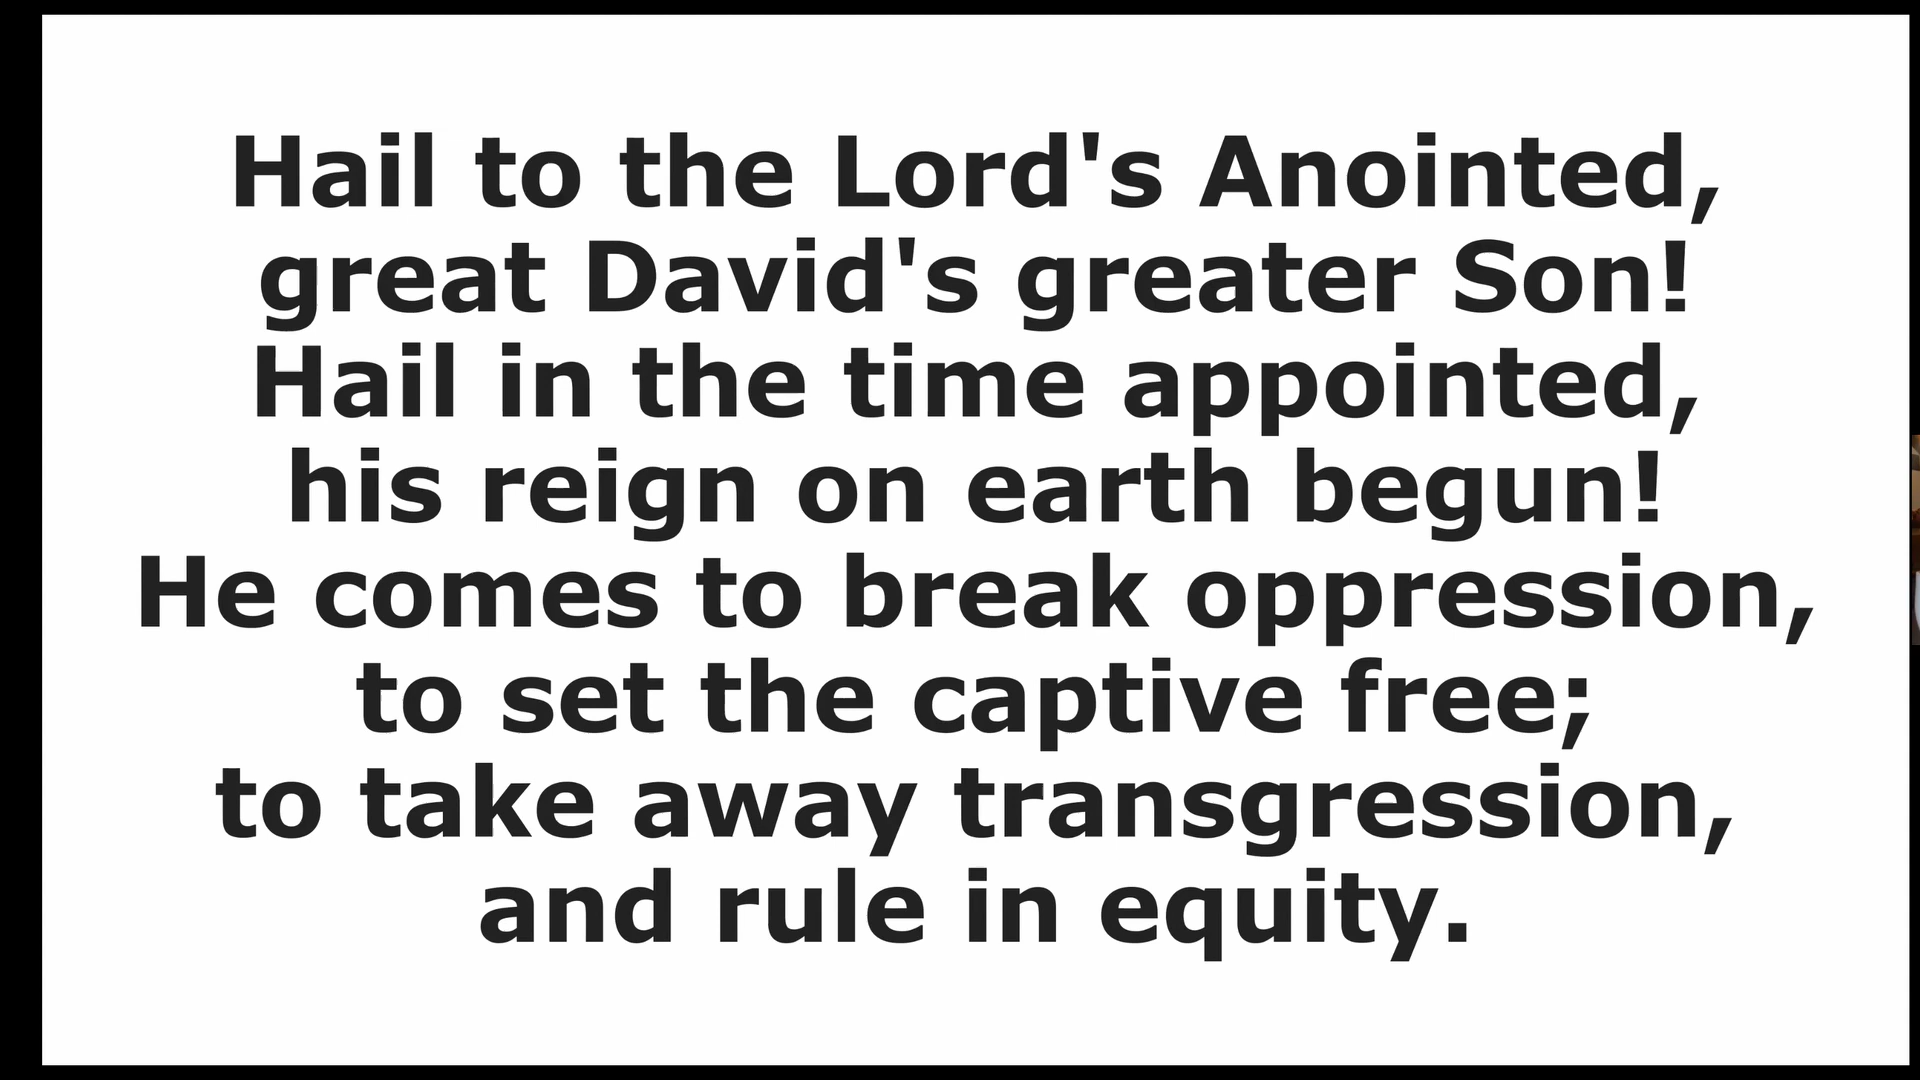 Hail to the Lord's Anointed,
great David's greater Son!
Hail in the time appointed,
his reign on earth begun!
He comes to break oppression,
to set the captive free;
to take away transgression,
and rule in equity.